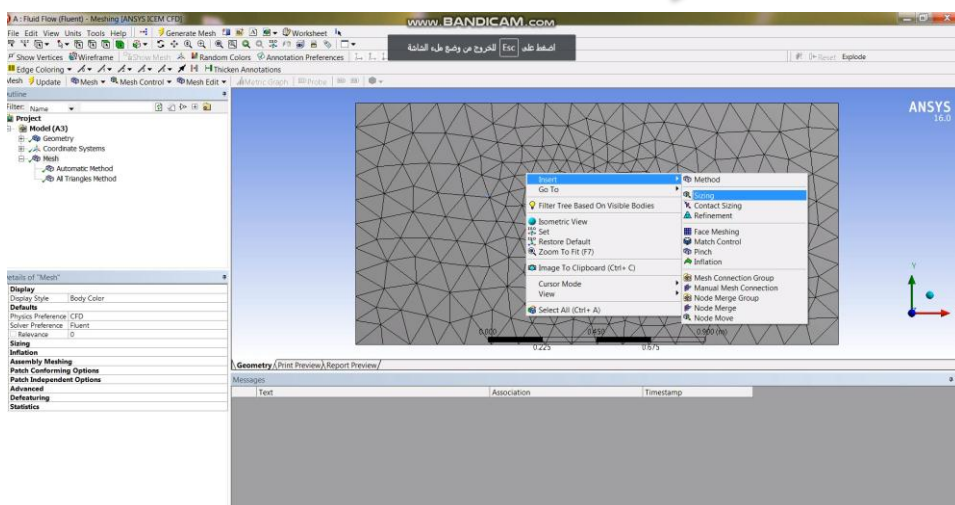 A : Fluid Flow (Fluent) - Meshing [ANSYS ICEM CFD]
www.BANDICAM.com
File Edit View Units Tools Help Generate Mesh Worksheet
اضغط على Esc للخروج من وضع ملء الشاشة
Show Vertices Wireframe Show Mesh Random Colors Annotation Preferences Reset Explode
Edge Coloring Thicken Annotations
Mesh Update Mesh Mesh Control Mesh Edit Metric Graph Probe
Outline
Filter: Name
Project
Model (A3)
Geometry
Coordinate Systems
Mesh
Automatic Method
All Triangles Method
ANSYS
16.0
Insert
Go To
Filter Tree Based On Visible Bodies
Isometric View
Set
Restore Default
Zoom To Fit (F7)
Image To Clipboard (Ctrl+ C)
Cursor Mode
View
Select All (Ctrl+ A)
Method
Sizing
Contact Sizing
Refinement
Face Meshing
Match Control
Pinch
Inflation
Mesh Connection Group
Manual Mesh Connection
Node Merge Group
Node Merge
Node Move
Y
0.000 0.450 0.900 (m)
0.225 0.675
Details of "Mesh"
Display
Display Style Body Color
Defaults
Physics Preference CFD
Solver Preference Fluent
Relevance 0
Sizing
Inflation
Assembly Meshing
Patch Conforming Options
Patch Independent Options
Advanced
Defeaturing
Statistics
Geometry Print Preview Report Preview
Messages
Text Association Timestamp